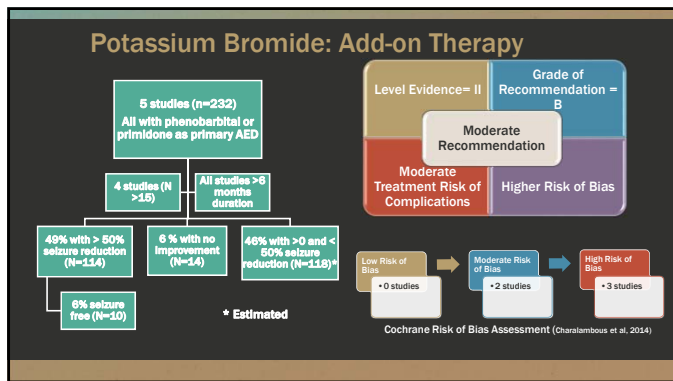 Potassium Bromide: Add-on Therapy
5 studies (n=232)
All with phenobarbital or
primidone as primary AED
4 studies (N
>15)
All studies >6
months
duration
49% with > 50%
seizure reduction
(N=114)
6 % with no
improvement
(N=14)
46% with >0 and <
50% seizure
reduction (N=118)*
6% seizure
free (N=10)
* Estimated
Level Evidence= II
Grade of
Recommendation =
B
Moderate
Recommendation
Moderate
Treatment Risk of
Complications
Higher Risk of Bias
Low Risk of
Bias
• 0 studies
Moderate Risk
of Bias
• 2 studies
High Risk of
Bias
• 3 studies
Cochrane Risk of Bias Assessment (Charalambous et al, 2014)